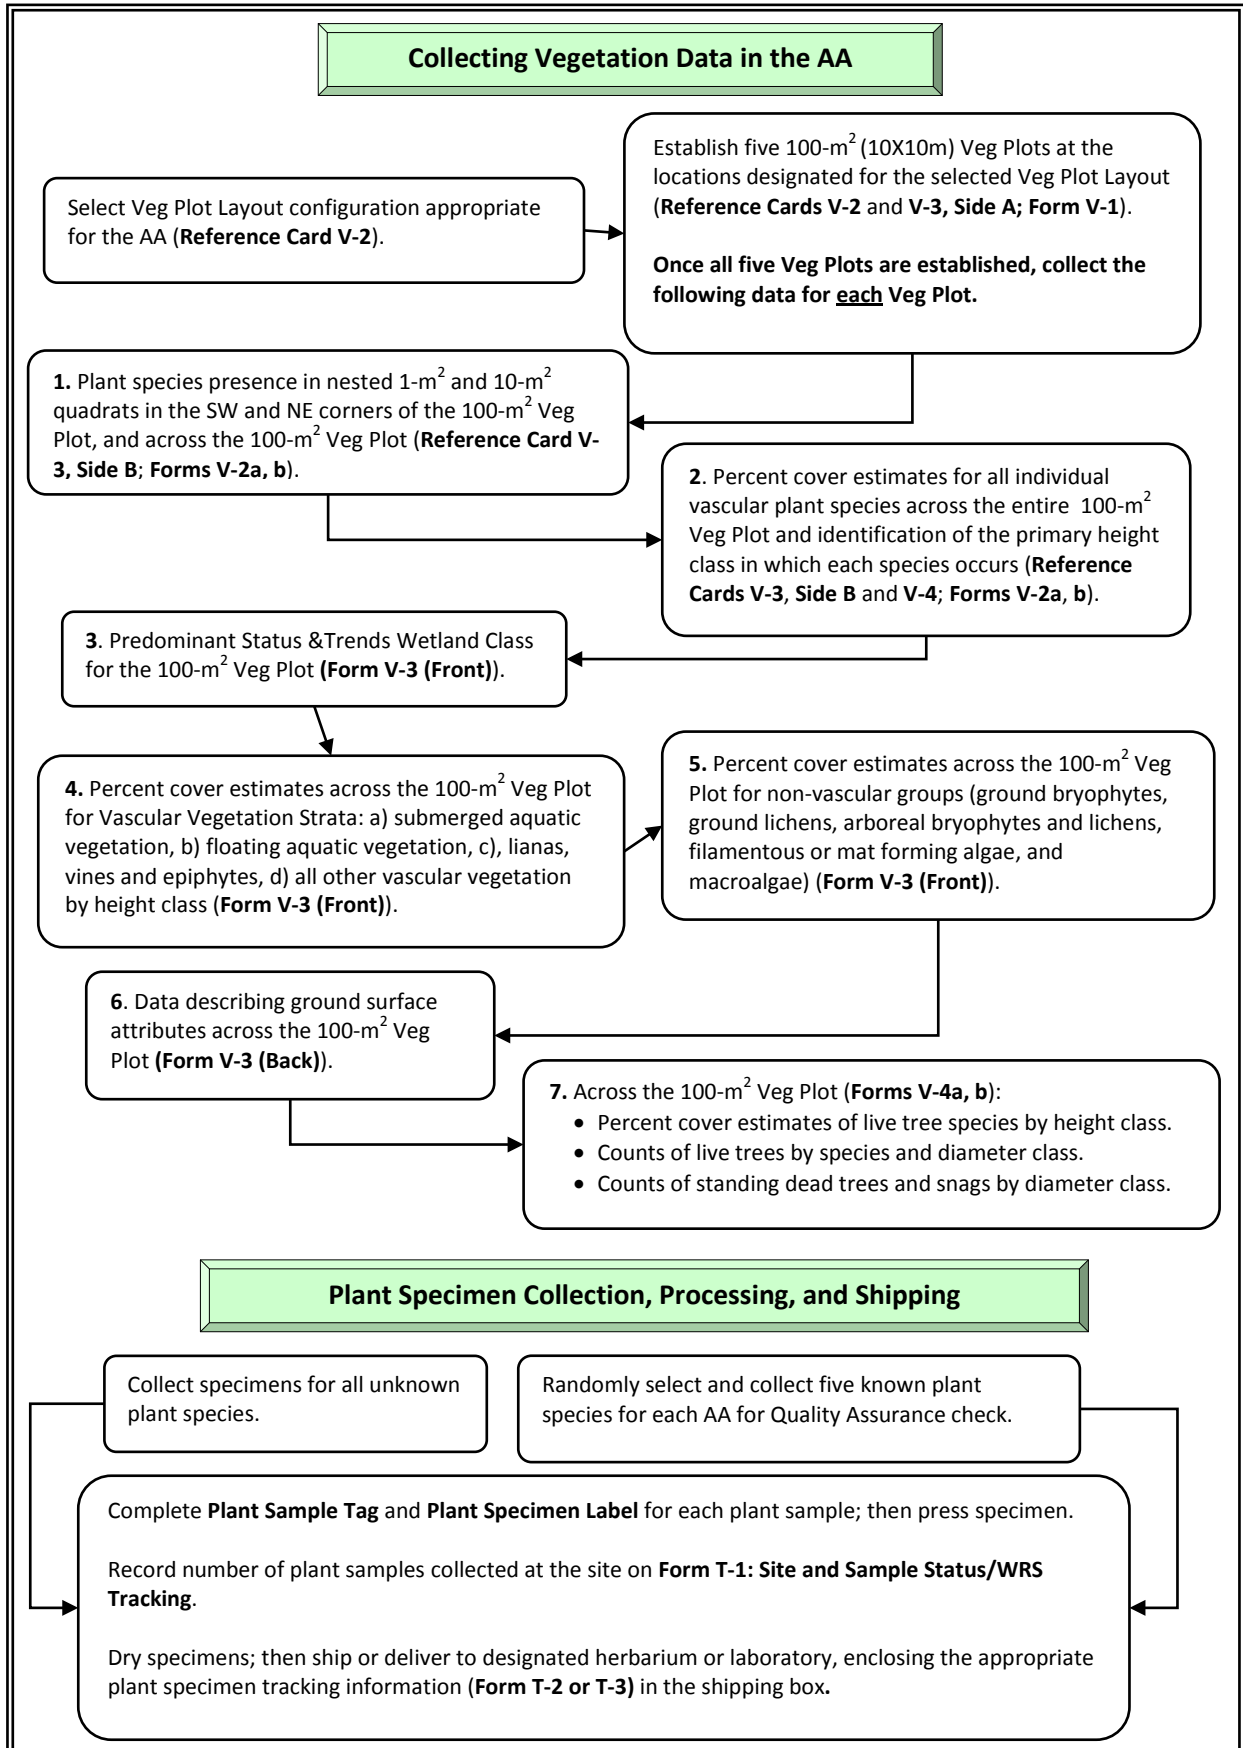 Collecting Vegetation Data in the AA
Select Veg Plot Layout configuration appropriate
for the AA (Reference Card V-2).
Establish five 100-m² (10X10m) Veg Plots at the
locations designated for the selected Veg Plot Layout
(Reference Cards V-2 and V-3, Side A; Form V-1).
Once all five Veg Plots are established, collect the
following data for each Veg Plot.
1. Plant species presence in nested 1-m² and 10-m²
quadrats in the SW and NE corners of the 100-m² Veg
Plot, and across the 100-m² Veg Plot (Reference Card V-
3, Side B; Forms V-2a, b).
2. Percent cover estimates for all individual
vascular plant species across the entire 100-m²
Veg Plot and identification of the primary height
class in which each species occurs (Reference
Cards V-3, Side B and V-4; Forms V-2a, b).
3. Predominant Status &Trends Wetland Class
for the 100-m² Veg Plot (Form V-3 (Front)).
4. Percent cover estimates across the 100-m² Veg Plot
for Vascular Vegetation Strata: a) submerged aquatic
vegetation, b) floating aquatic vegetation, c), lianas,
vines and epiphytes, d) all other vascular vegetation
by height class (Form V-3 (Front)).
5. Percent cover estimates across the 100-m² Veg
Plot for non-vascular groups (ground bryophytes,
ground lichens, arboreal bryophytes and lichens,
filamentous or mat forming algae, and
macroalgae) (Form V-3 (Front)).
6. Data describing ground surface
attributes across the 100-m² Veg
Plot (Form V-3 (Back)).
7. Across the 100-m² Veg Plot (Forms V-4a, b):
• Percent cover estimates of live tree species by height class.
• Counts of live trees by species and diameter class.
• Counts of standing dead trees and snags by diameter class.
Plant Specimen Collection, Processing, and Shipping
Collect specimens for all unknown
plant species.
Randomly select and collect five known plant
species for each AA for Quality Assurance check.
Complete Plant Sample Tag and Plant Specimen Label for each plant sample; then press specimen.
Record number of plant samples collected at the site on Form T-1: Site and Sample Status/WRS
Tracking.
Dry specimens; then ship or deliver to designated herbarium or laboratory, enclosing the appropriate
plant specimen tracking information (Form T-2 or T-3) in the shipping box.